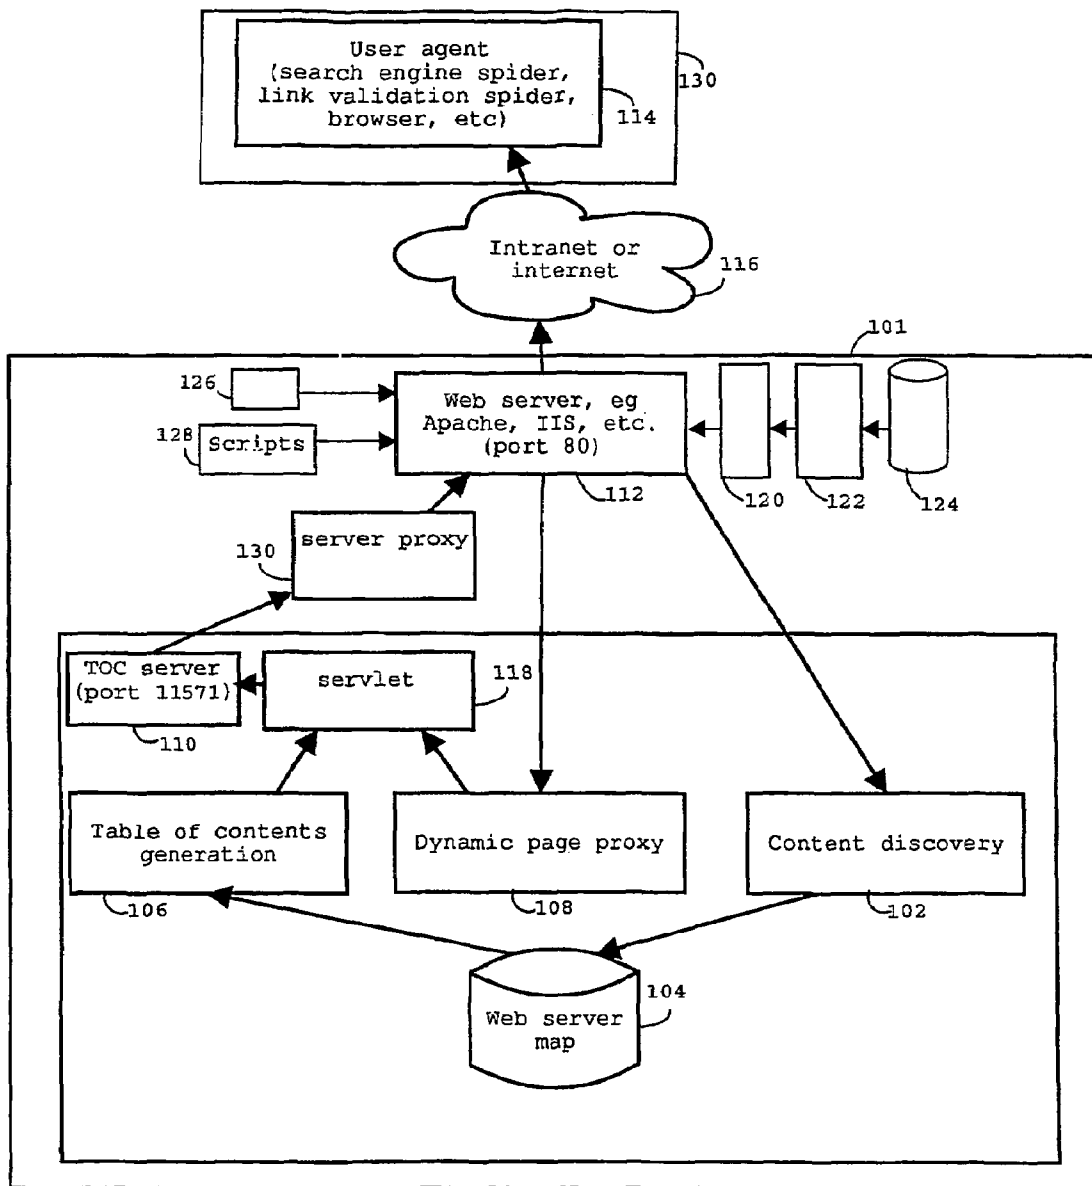 User agent
(search engine spider,
link validation spider,
browser, etc)
130
114
Intranet or
internet
116
101
126
128
Scripts
Web server, eg
Apache, IIS, etc.
(port 80)
112
120
122
124
server proxy
130
TOC server
(port 11571)
110
servlet
118
Table of contents
generation
106
Dynamic page proxy
108
Content discovery
102
Web server
map
104